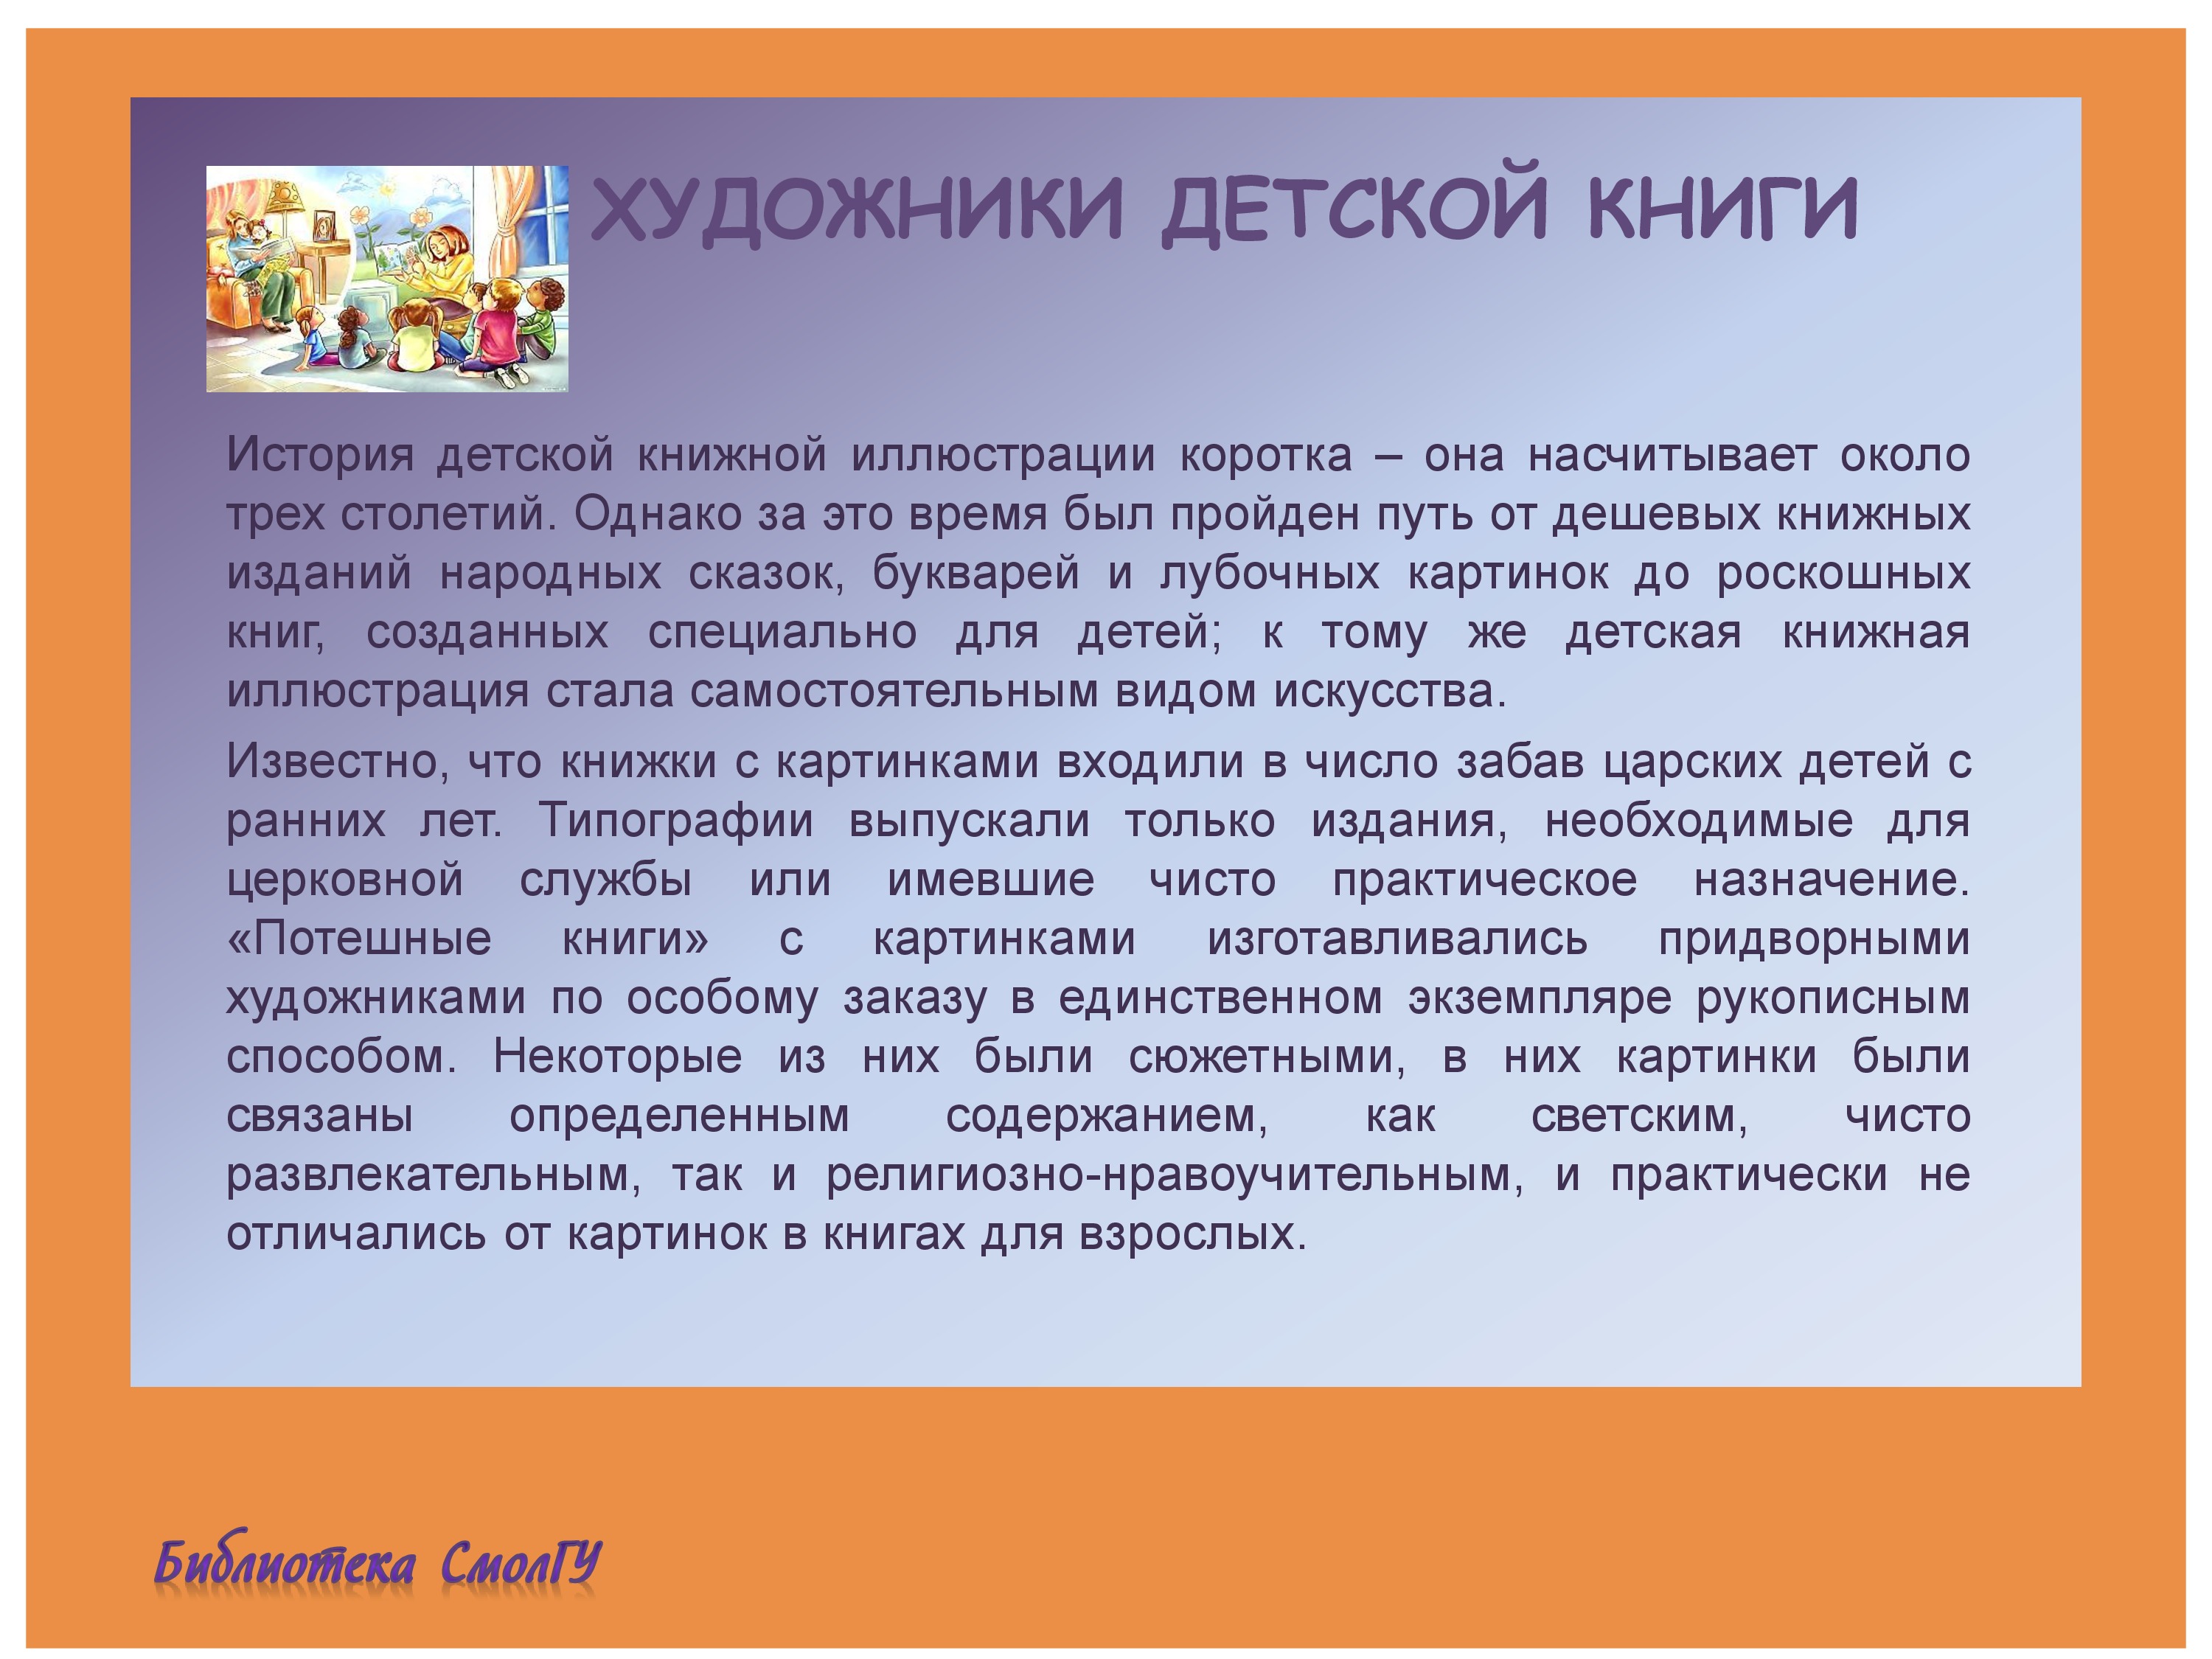 ХУДОЖНИКИ ДЕТСКОЙ КНИГИ
История детской книжной иллюстрации коротка – она насчитывает около
трех столетий. Однако за это время был пройден путь от дешевых книжных
изданий народных сказок, букварей и лубочных картинок до роскошных
книг, созданных специально для детей; к тому же детская книжная
иллюстрация стала самостоятельным видом искусства.
Известно, что книжки с картинками входили в число забав царских детей с
ранних лет. Типографии выпускали только издания, необходимые для
церковной службы или имевшие чисто практическое назначение.
«Потешные книги» с картинками изготавливались придворными
художниками по особому заказу в единственном экземпляре рукописным
способом. Некоторые из них были сюжетными, в них картинки были
связаны определенным содержанием, как светским, чисто
развлекательным, так и религиозно-нравоучительным, и практически не
отличались от картинок в книгах для взрослых.
Библиотека СмолГУ